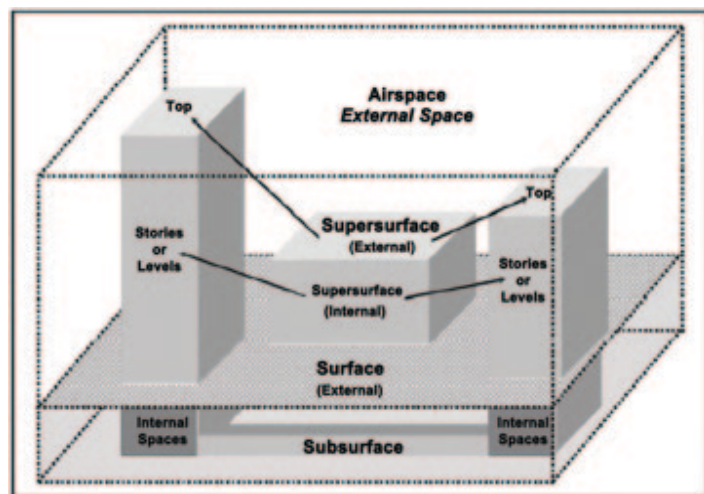 Airspace
External Space
Top
Top
Supersurface
(External)
Stories
or
Levels
Supersurface
(Internal)
Stories
or
Levels
Surface
(External)
Internal
Spaces
Subsurface
Internal
Spaces